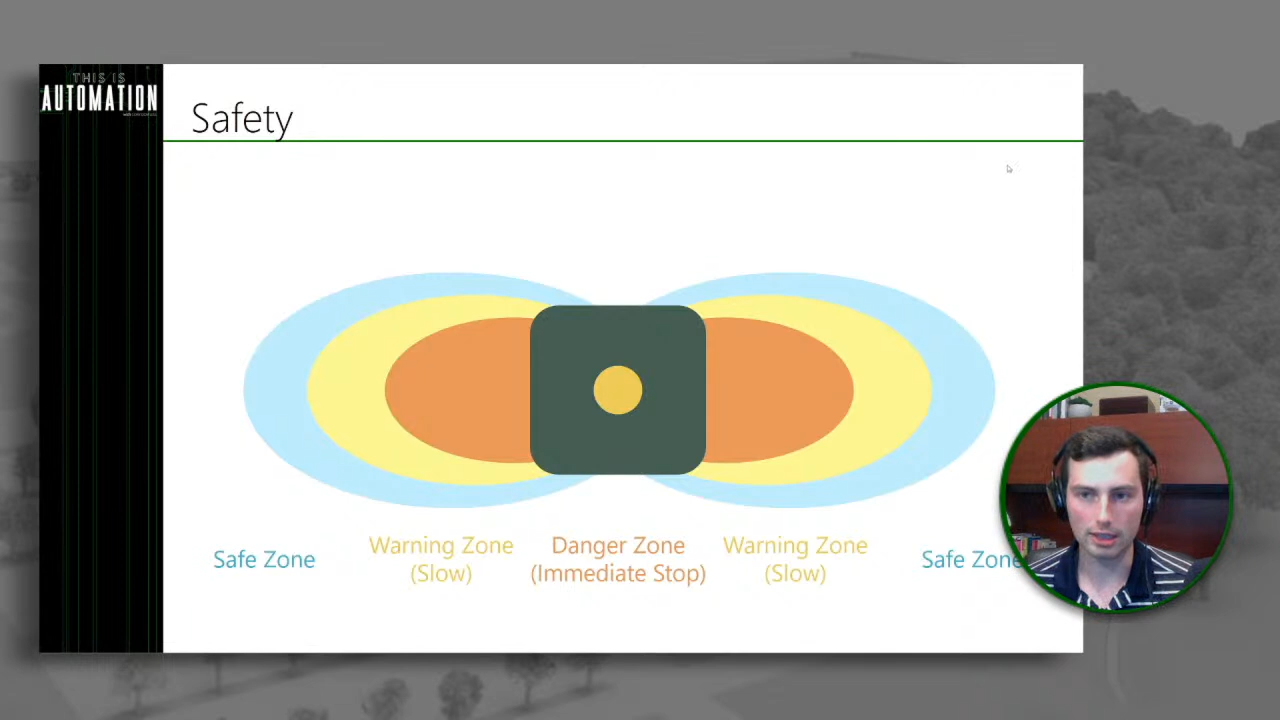 THIS IS
AUTOMATION
Safety
Safe Zone
Warning Zone
(Slow)
Danger Zone
(Immediate Stop)
Warning Zone
(Slow)
Safe Zone